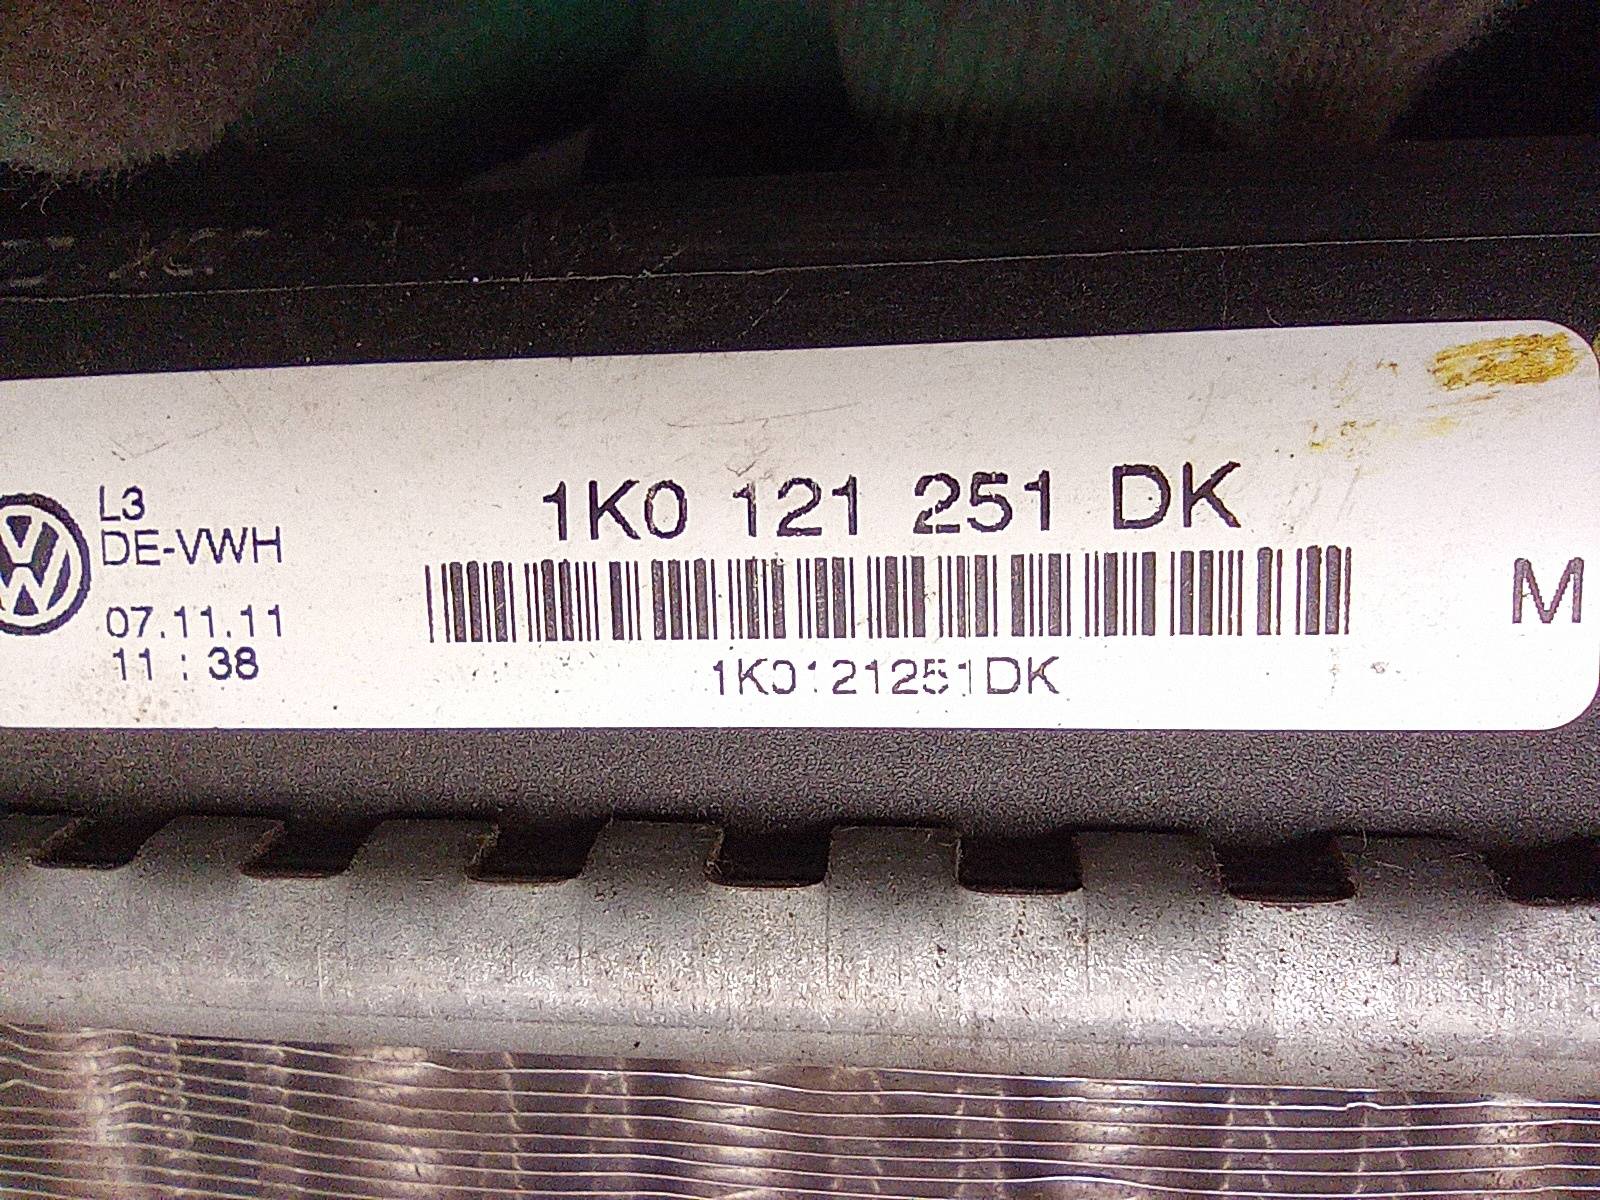 L3
DE-VWH
07.11.11
11 : 38
1K0 121 251 DK
1K0121251DK
M